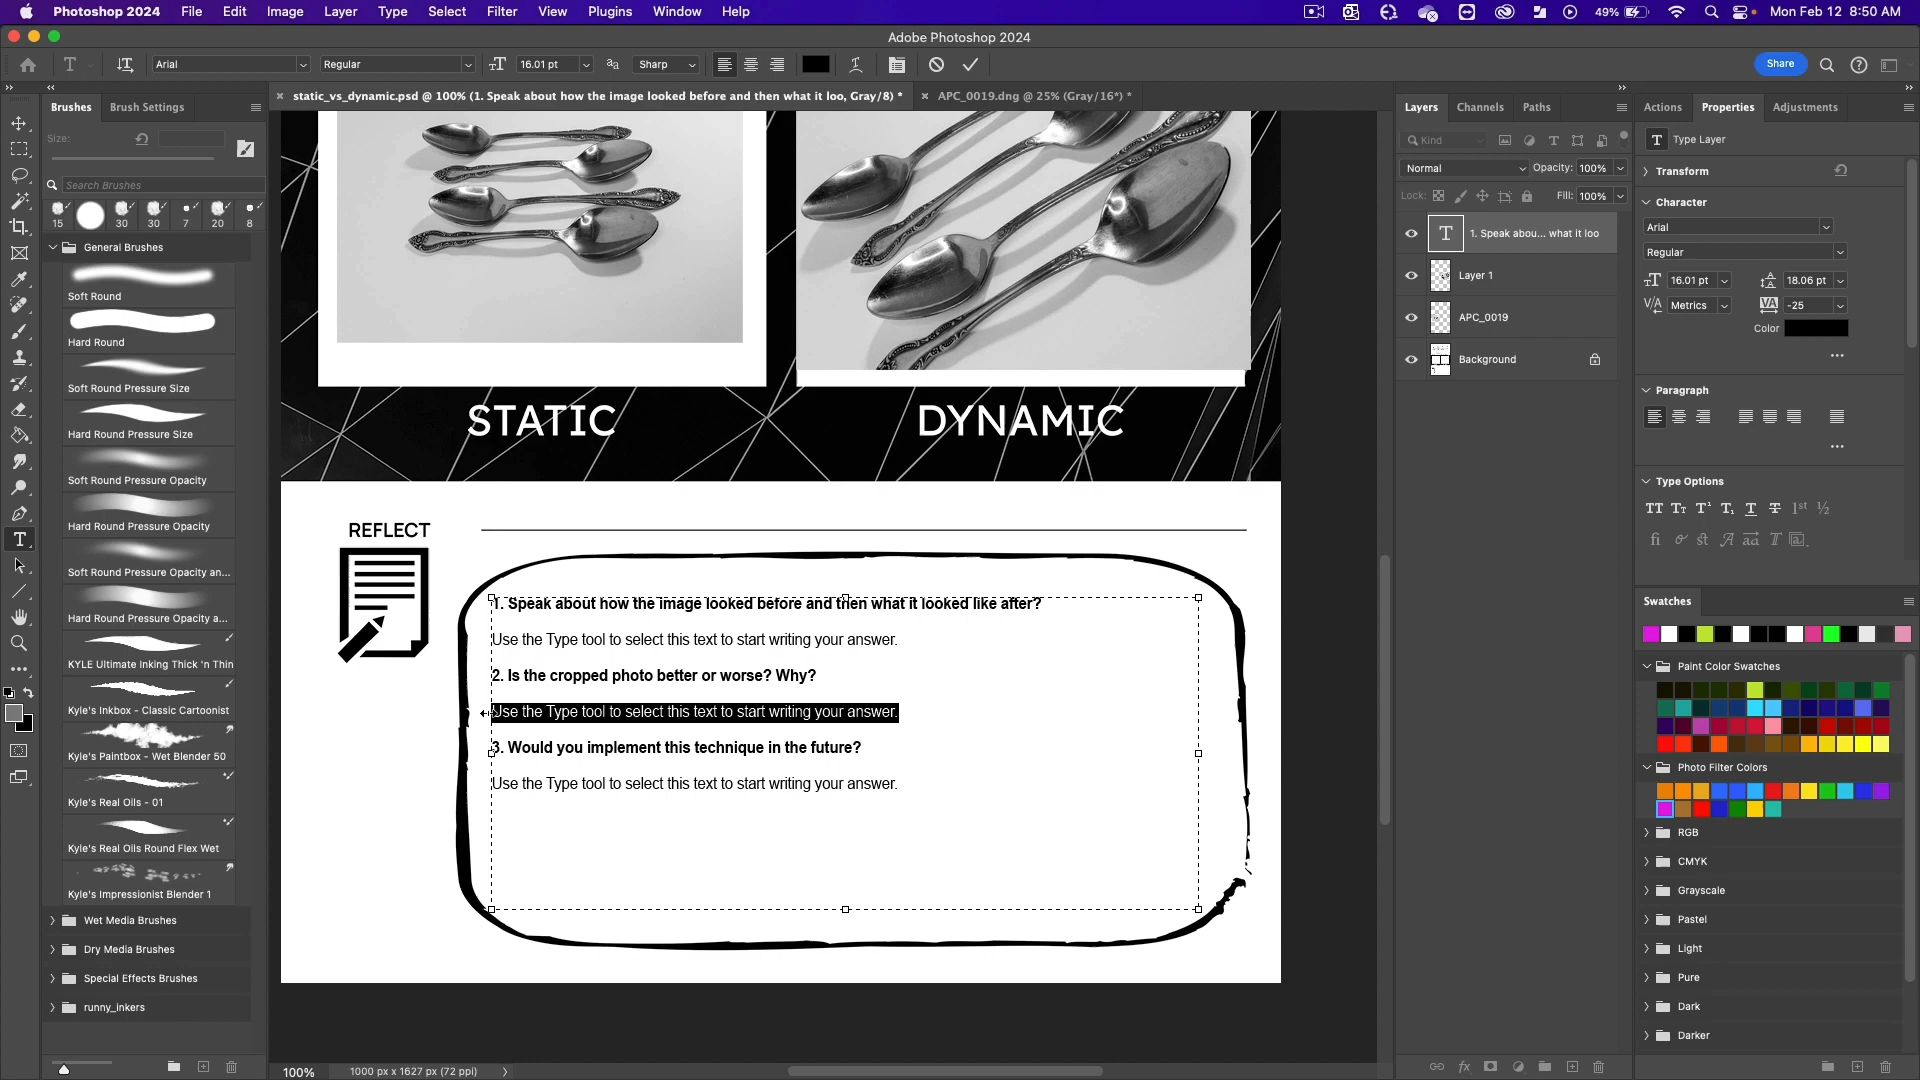 Photoshop 2024 File Edit Image Layer Type Select Filter View Plugins Window Help 49% Mon Feb 12 8:50 AM
Adobe Photoshop 2024
Arial Regular 16.01 pt Sharp Share
Brushes Brush Settings
static_vs_dynamic.psd @ 100% (1. Speak about how the image looked before and then what it loo, Gray/8) *
APC_0019.dng @ 25% (Gray/16*) *
Size:
Search Brushes
15 30 30 7 20 8
General Brushes
Soft Round
Hard Round
Soft Round Pressure Size
Hard Round Pressure Size
Soft Round Pressure Opacity
Hard Round Pressure Opacity
Soft Round Pressure Opacity an...
Hard Round Pressure Opacity a...
KYLE Ultimate Inking Thick 'n Thin
Kyle's Inkbox - Classic Cartoonist
Kyle's Paintbox - Wet Blender 50
Kyle's Real Oils - 01
Kyle's Real Oils Round Flex Wet
Kyle's Impressionist Blender 1
Wet Media Brushes
Dry Media Brushes
Special Effects Brushes
runny_inkers
STATIC
DYNAMIC
REFLECT
1. Speak about how the image looked before and then what it looked like after?
Use the Type tool to select this text to start writing your answer.
2. Is the cropped photo better or worse? Why?
Use the Type tool to select this text to start writing your answer.
3. Would you implement this technique in the future?
Use the Type tool to select this text to start writing your answer.
100% 1000 px x 1627 px (72 ppi)
Layers Channels Paths
Kind
Normal Opacity: 100%
Lock: Fill: 100%
1. Speak abou... what it loo
Layer 1
APC_0019
Background
Actions Properties Adjustments
Type Layer
Transform
Character
Arial
Regular
16.01 pt 18.06 pt
Metrics -25
Color
Paragraph
Type Options
Swatches
Paint Color Swatches
Photo Filter Colors
RGB
CMYK
Grayscale
Pastel
Light
Pure
Dark
Darker